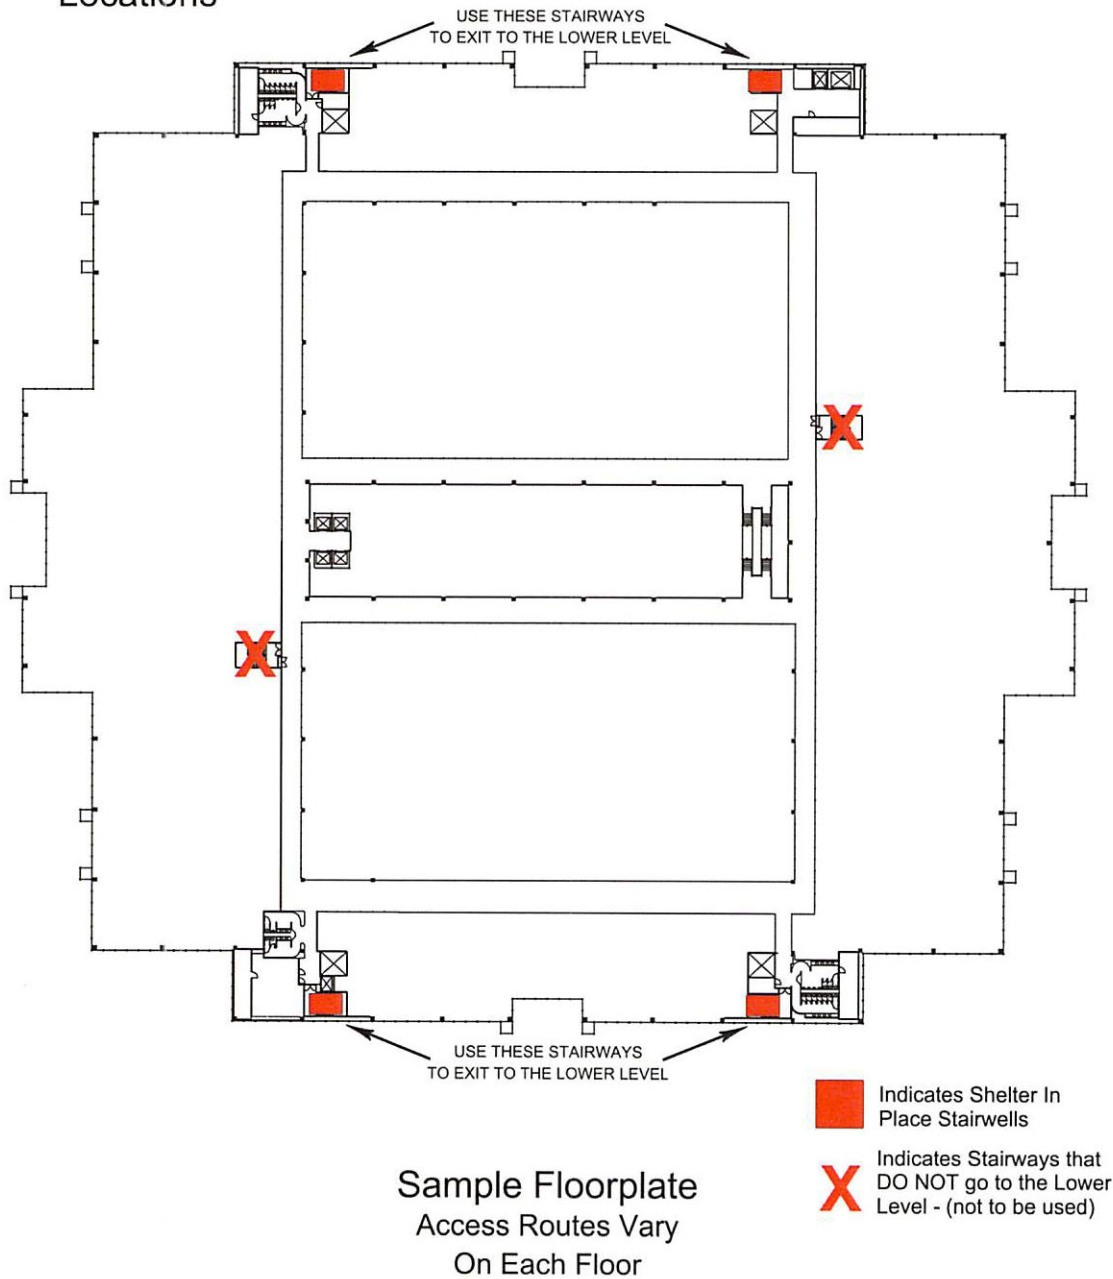 Locations
USE THESE STAIRWAYS
TO EXIT TO THE LOWER LEVEL
X
X
USE THESE STAIRWAYS
TO EXIT TO THE LOWER LEVEL
Indicates Shelter In
Place Stairwells
X
Indicates Stairways that
DO NOT go to the Lower
Level - (not to be used)
Sample Floorplate
Access Routes Vary
On Each Floor